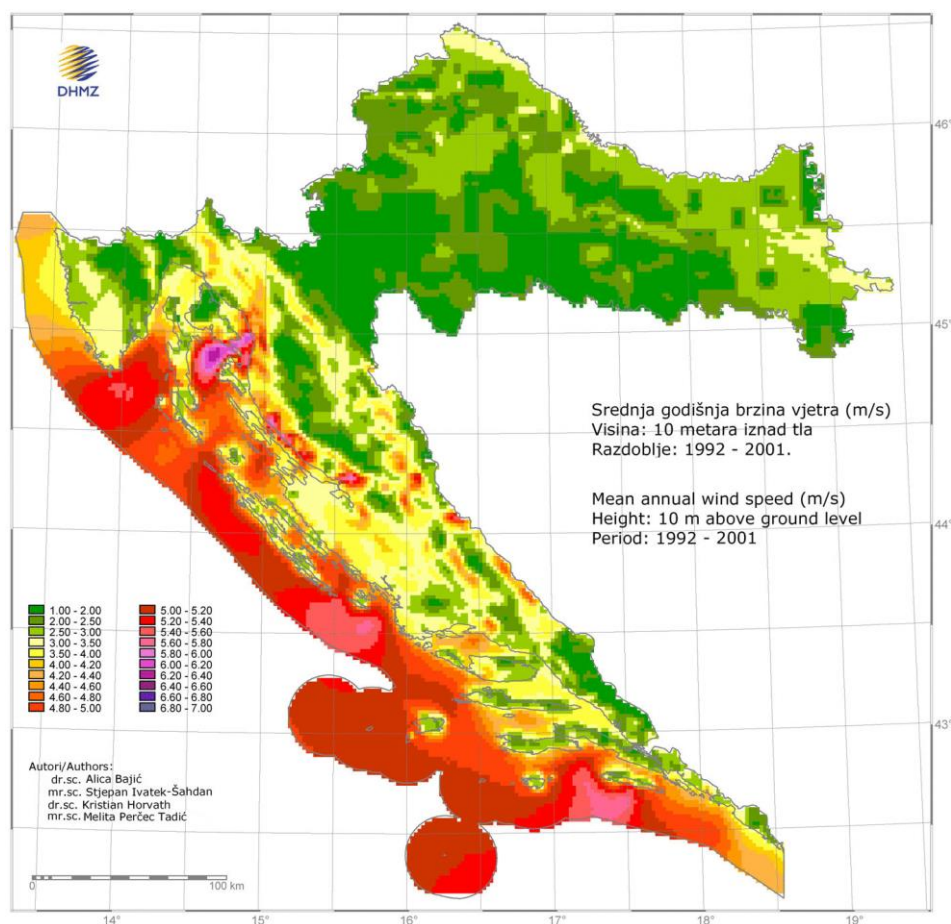 DHMZ
46°
45°
Srednja godišnja brzina vjetra (m/s)
Visina: 10 metara iznad tla
Razdoblje: 1992 - 2001.
Mean annual wind speed (m/s)
Height: 10 m above ground level
Period: 1992 - 2001
44°
1.00 - 2.00
2.00 - 2.50
2.50 - 3.00
3.00 - 3.50
3.50 - 4.00
4.00 - 4.20
4.20 - 4.40
4.40 - 4.60
4.60 - 4.80
4.80 - 5.00
5.00 - 5.20
5.20 - 5.40
5.40 - 5.60
5.60 - 5.80
5.80 - 6.00
6.00 - 6.20
6.20 - 6.40
6.40 - 6.60
6.60 - 6.80
6.80 - 7.00
43°
Autori/Authors:
dr.sc. Alica Bajić
mr.sc. Stjepan Ivatek-Šahdan
dr.sc. Kristian Horvath
mr.sc. Melita Perčec Tadić
0 100 km
14° 15° 16° 17° 18° 19°